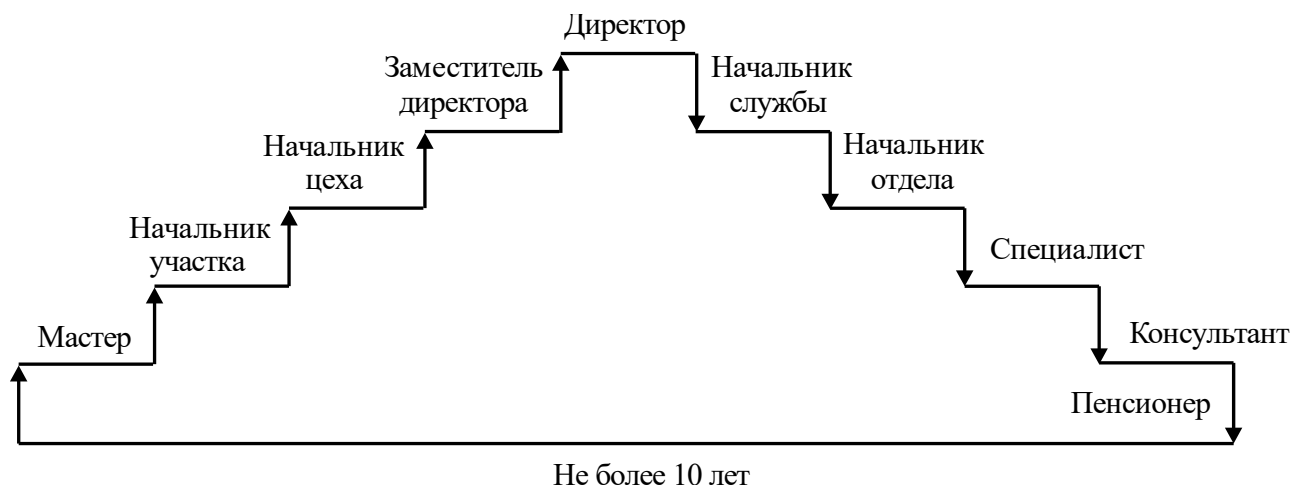 Директор
Заместитель
директора
Начальник
службы
Начальник
цеха
Начальник
отдела
Начальник
участка
Специалист
Мастер
Консультант
Пенсионер
Не более 10 лет